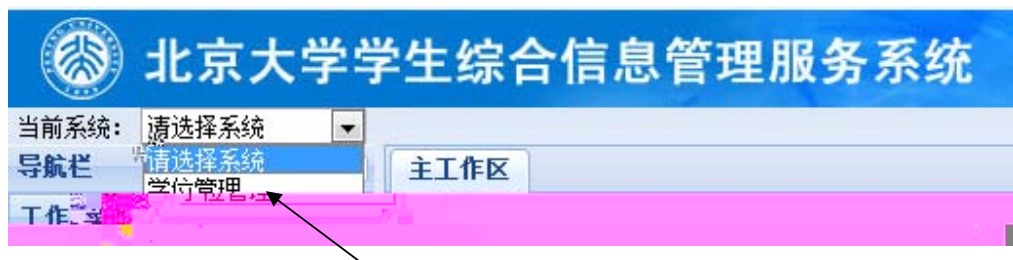 北京大学学生综合信息管理服务系统
当前系统: 请选择系统
导航栏 请选择系统 主工作区
学位管理
工作